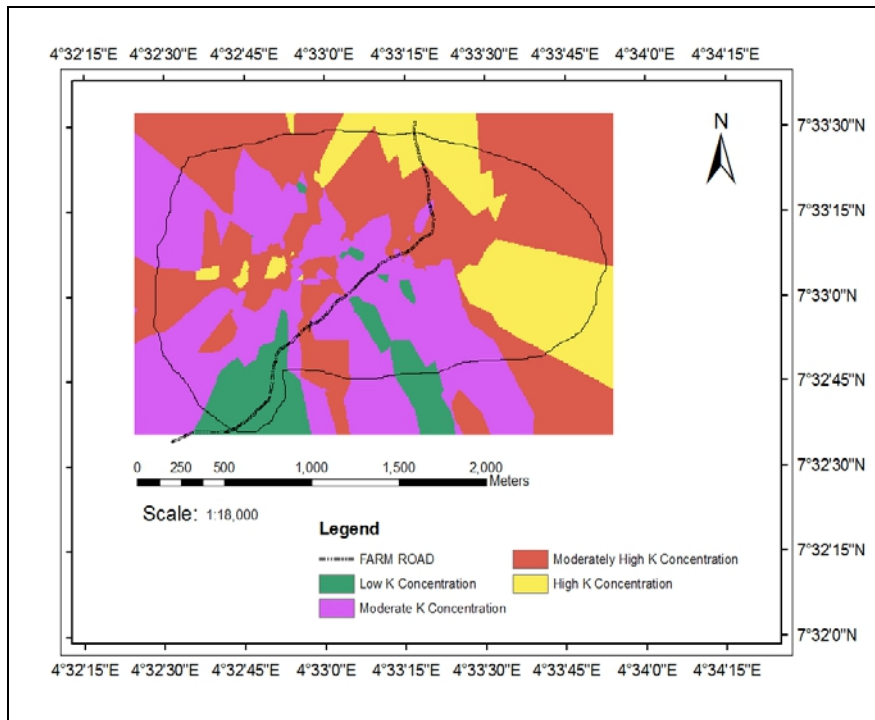 4°32'15"E 4°32'30"E 4°32'45"E 4°33'0"E 4°33'15"E 4°33'30"E 4°33'45"E 4°34'0"E 4°34'15"E
N
7°33'30"N
7°33'15"N
7°33'0"N
7°32'45"N
7°32'30"N
7°32'15"N
7°32'0"N
0 250 500 1,000 1,500 2,000
Meters
Scale: 1:18,000
Legend
FARM ROAD
Low K Concentration
Moderate K Concentration
Moderately High K Concentration
High K Concentration
4°32'15"E 4°32'30"E 4°32'45"E 4°33'0"E 4°33'15"E 4°33'30"E 4°33'45"E 4°34'0"E 4°34'15"E